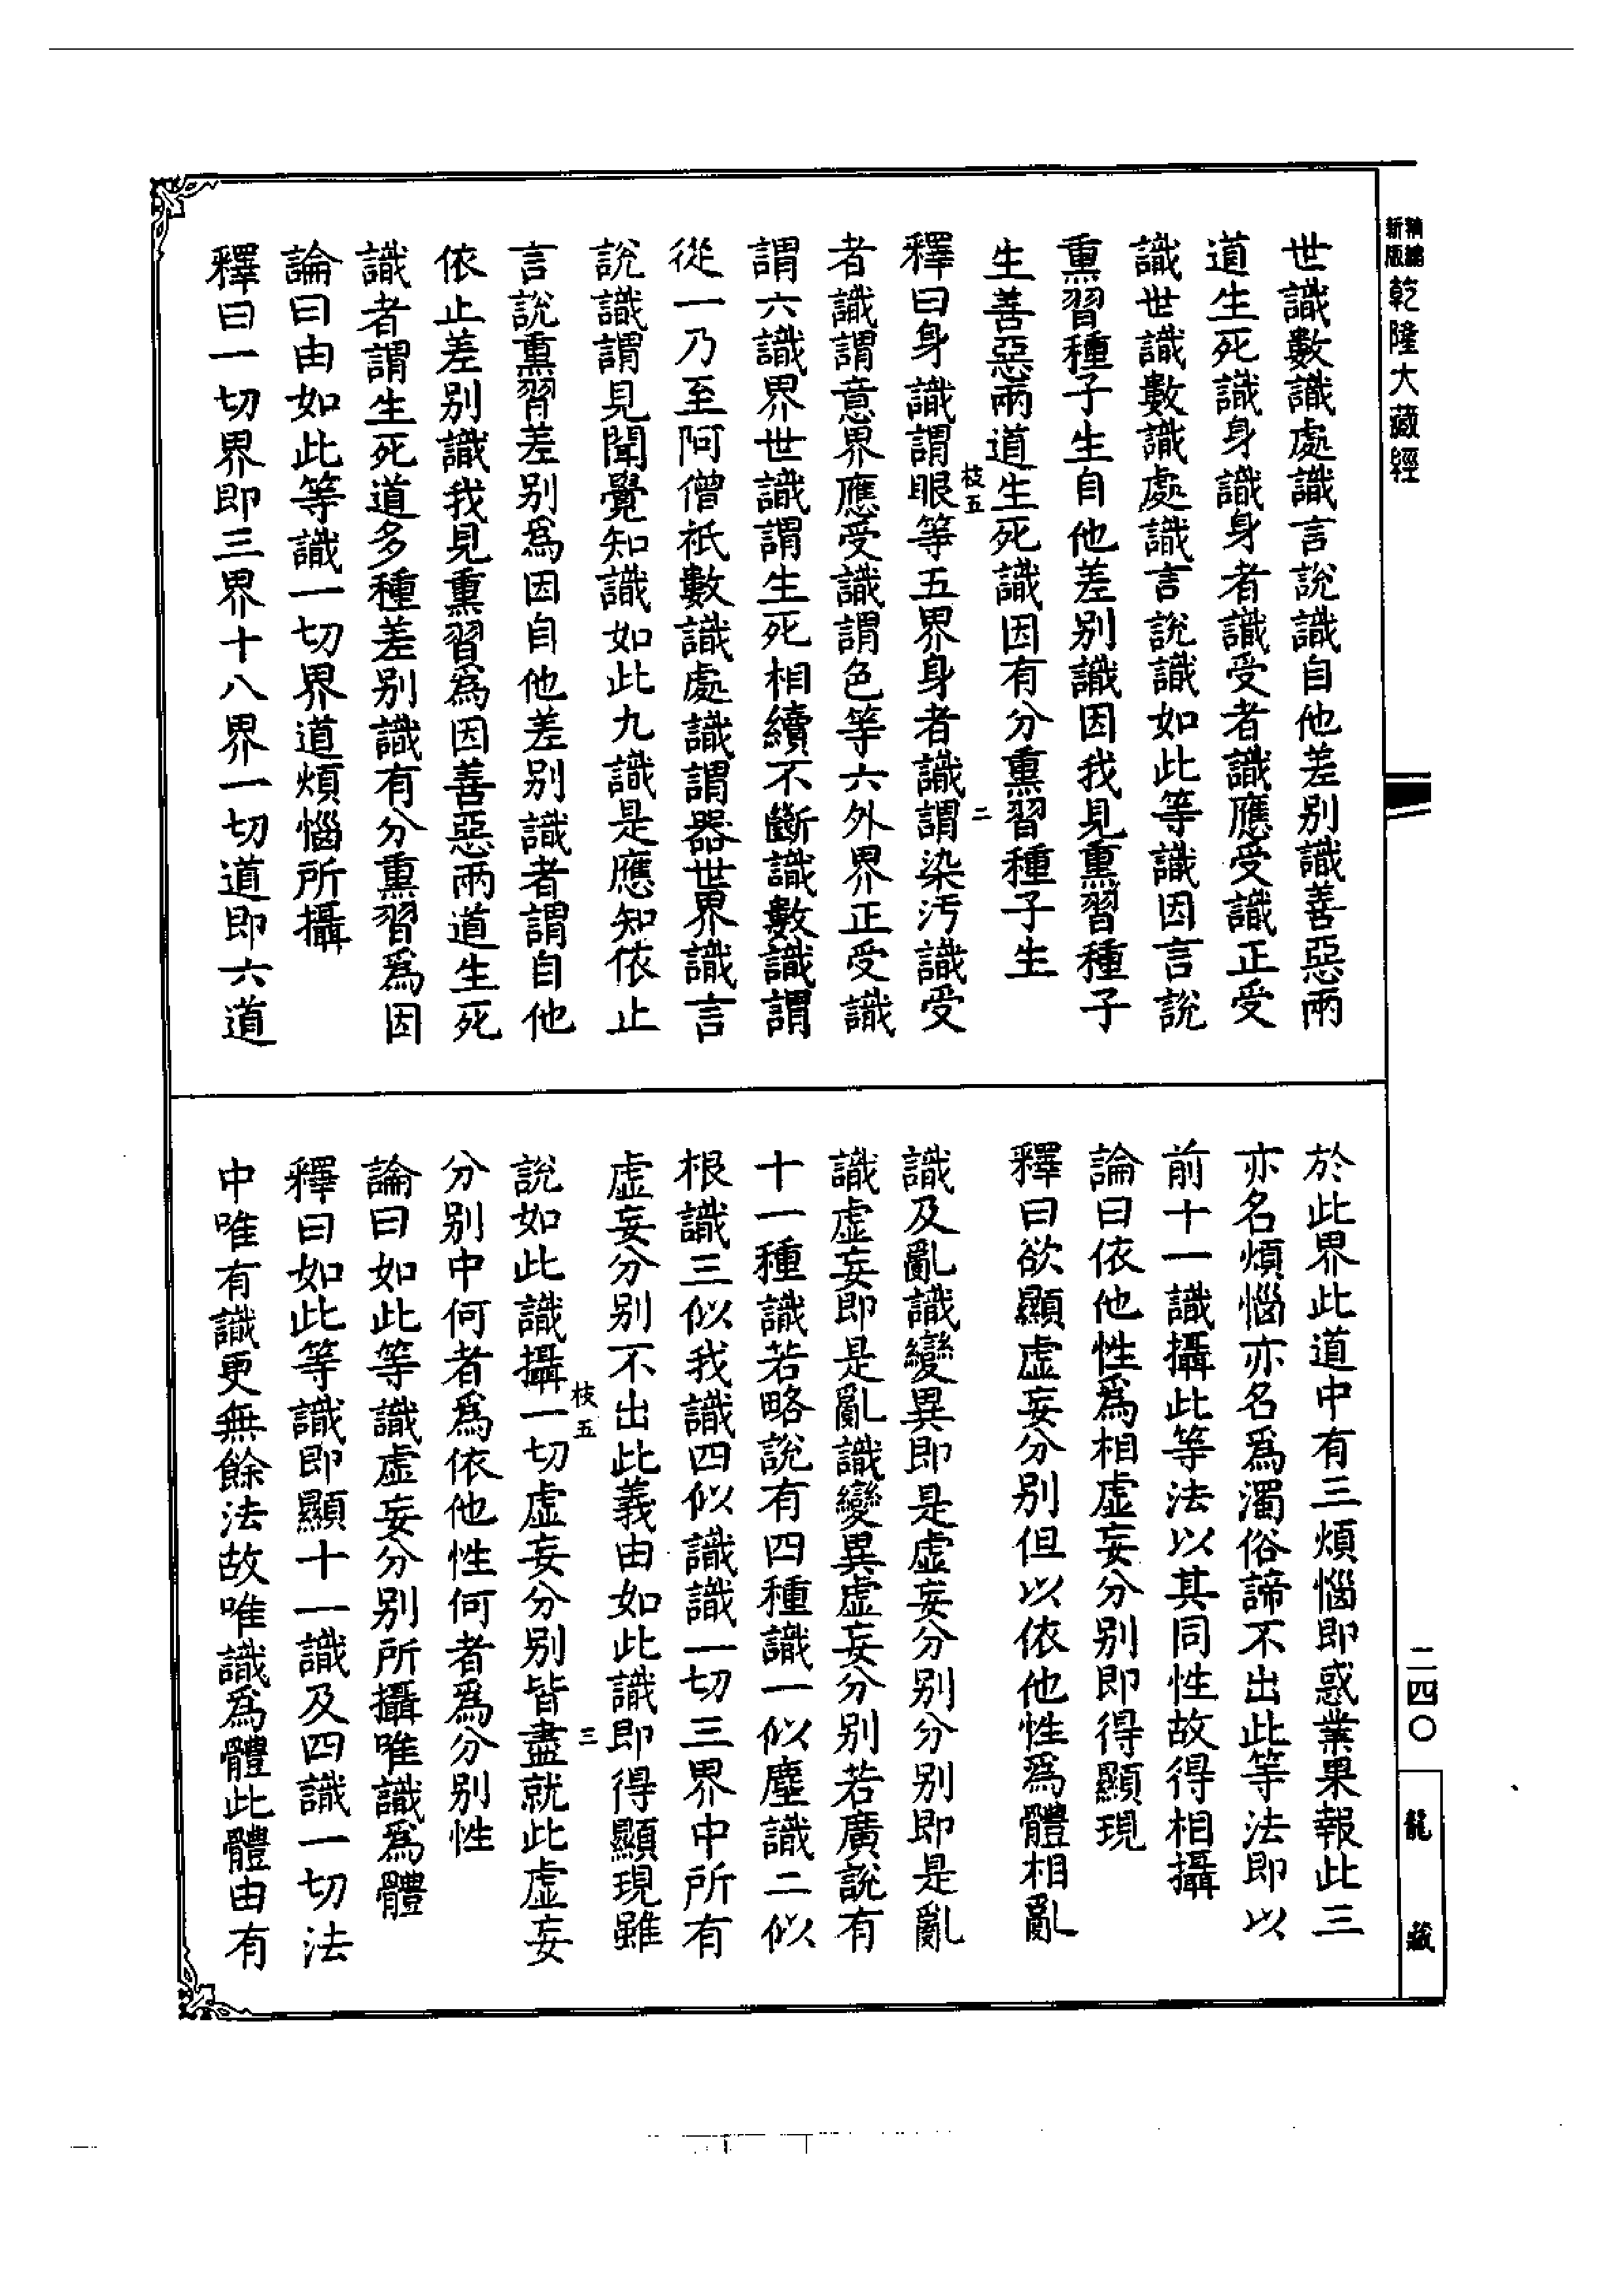 精編
新版
乾隆大藏經
世識數識處識言說識自他差別識善惡兩
道生死識身識身者識受者識應受識正受
識世識數識處識言說識如此等識因言說
熏習種子生自他差別識因我見熏習種子
生善惡兩道生死識因有分熏習種子生
枝五
二
釋曰身識謂眼等五界身者識謂染汚識受
者識謂意界應受識謂色等六外界正受識
謂六識界世識謂生死相續不斷識數識謂
從一乃至阿僧祇數識處識謂器世界識言
說識謂見聞覺知識如此九識是應知依止
言說熏習差別爲因自他差別識者謂自他
依止差別識我見熏習爲因善惡兩道生死
識者謂生死道多種差別識有分熏習爲因
論曰由如此等識一切界道煩惱所攝
釋曰一切界即三界十八界一切道即六道
於此界此道中有三煩惱即惑業果報此三
亦名煩惱亦名爲濁俗諦不出此等法即以
前十一識攝此等法以其同性故得相攝
論曰依他性爲相虛妄分別即得顯現
釋曰欲顯虛妄分別但以依他性爲體相亂
識及亂識變異即是虛妄分別分別即是亂
識虛妄即是亂識變異虛妄分別若廣說有
十一種識若略說有四種識一似塵識二似
根識三似我識四似識識一切三界中所有
虛妄分別不出此義由如此識即得顯現雖
枝五
三
說如此識攝一切虛妄分別皆盡就此虛妄
分別中何者爲依他性何者爲分別性
論曰如此等識虛妄分別所攝唯識爲體
釋曰如此等識即顯十一識及四識一切法
中唯有識更無餘法故唯識爲體此體由有
二四〇
龍藏